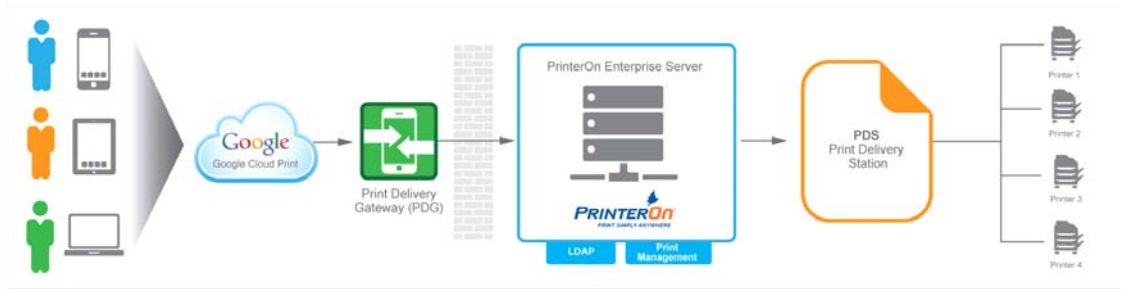 Google
Google Cloud Print
Print Delivery
Gateway (PDG)
PrinterOn Enterprise Server
PRINTERON
PRINT SIMPLY ANYWHERE
LDAP
Print
Management
PDS
Print Delivery
Station
Printer 1
Printer 2
Printer 3
Printer 4